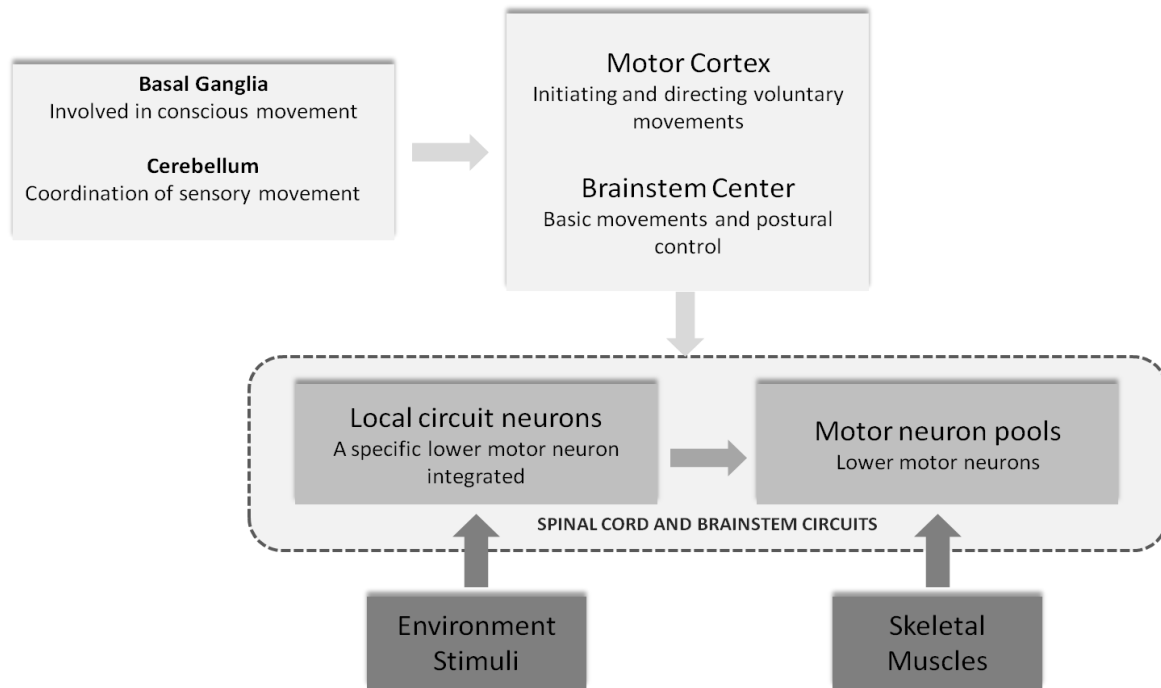 Basal Ganglia
Involved in conscious movement
Cerebellum
Coordination of sensory movement
Motor Cortex
Initiating and directing voluntary
movements
Brainstem Center
Basic movements and postural
control
Local circuit neurons
A specific lower motor neuron
integrated
Motor neuron pools
Lower motor neurons
SPINAL CORD AND BRAINSTEM CIRCUITS
Environment
Stimuli
Skeletal
Muscles